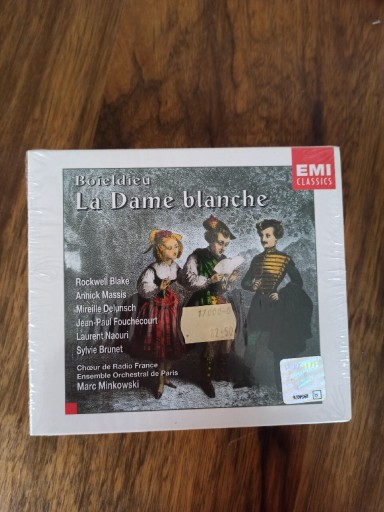 EMI
CLASSICS
Boieldieu
La Dame blanche
Rockwell Blake
Annick Massis
Mireille Delunsch
Jean-Paul Fouchécourt
Laurent Naouri
Sylvie Brunet
Chœur de Radio France
Ensemble Orchestral de Paris
Marc Minkowski